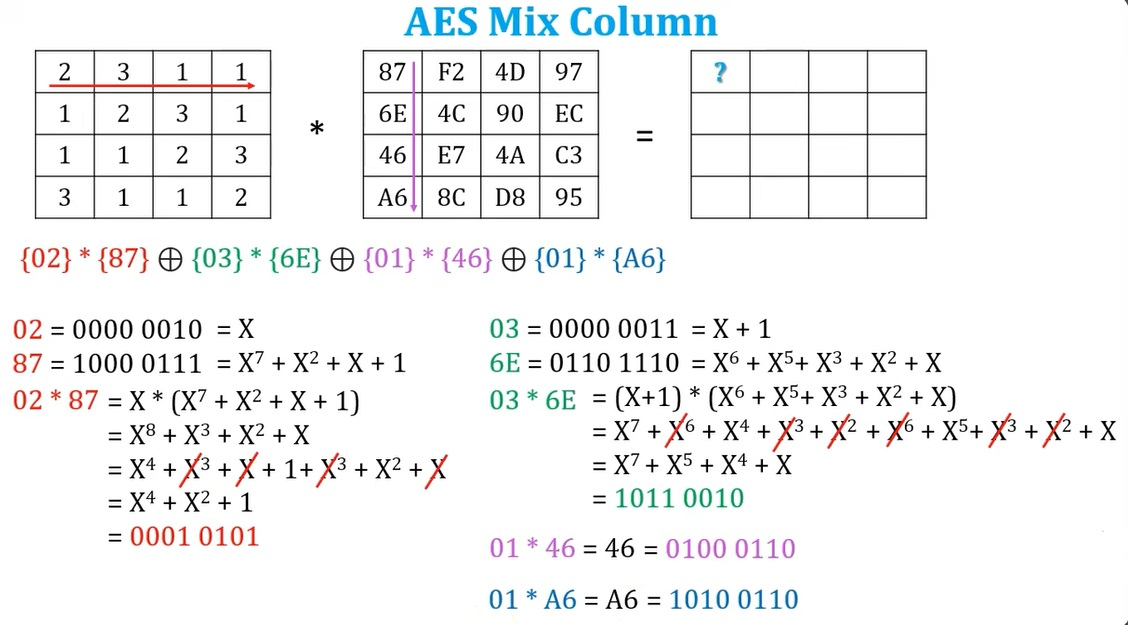 AES Mix Column
2 3 1 1
1 2 3 1
1 1 2 3
3 1 1 2
*
87 F2 4D 97
6E 4C 90 EC
46 E7 4A C3
A6 8C D8 95
=
?
{02} * {87} ⊕ {03} * {6E} ⊕ {01} * {46} ⊕ {01} * {A6}
02 = 0000 0010 = X
87 = 1000 0111 = X⁷ + X² + X + 1
02 * 87 = X * (X⁷ + X² + X + 1)
= X⁸ + X³ + X² + X
= X⁴ + X³ + X + 1+ X³ + X² + X
= X⁴ + X² + 1
= 0001 0101
03 = 0000 0011 = X + 1
6E = 0110 1110 = X⁶ + X⁵+ X³ + X² + X
03 * 6E = (X+1) * (X⁶ + X⁵+ X³ + X² + X)
= X⁷ + X⁶ + X⁴ + X³ + X² + X⁶ + X⁵+ X³ + X² + X
= X⁷ + X⁵ + X⁴ + X
= 1011 0010
01 * 46 = 46 = 0100 0110
01 * A6 = A6 = 1010 0110